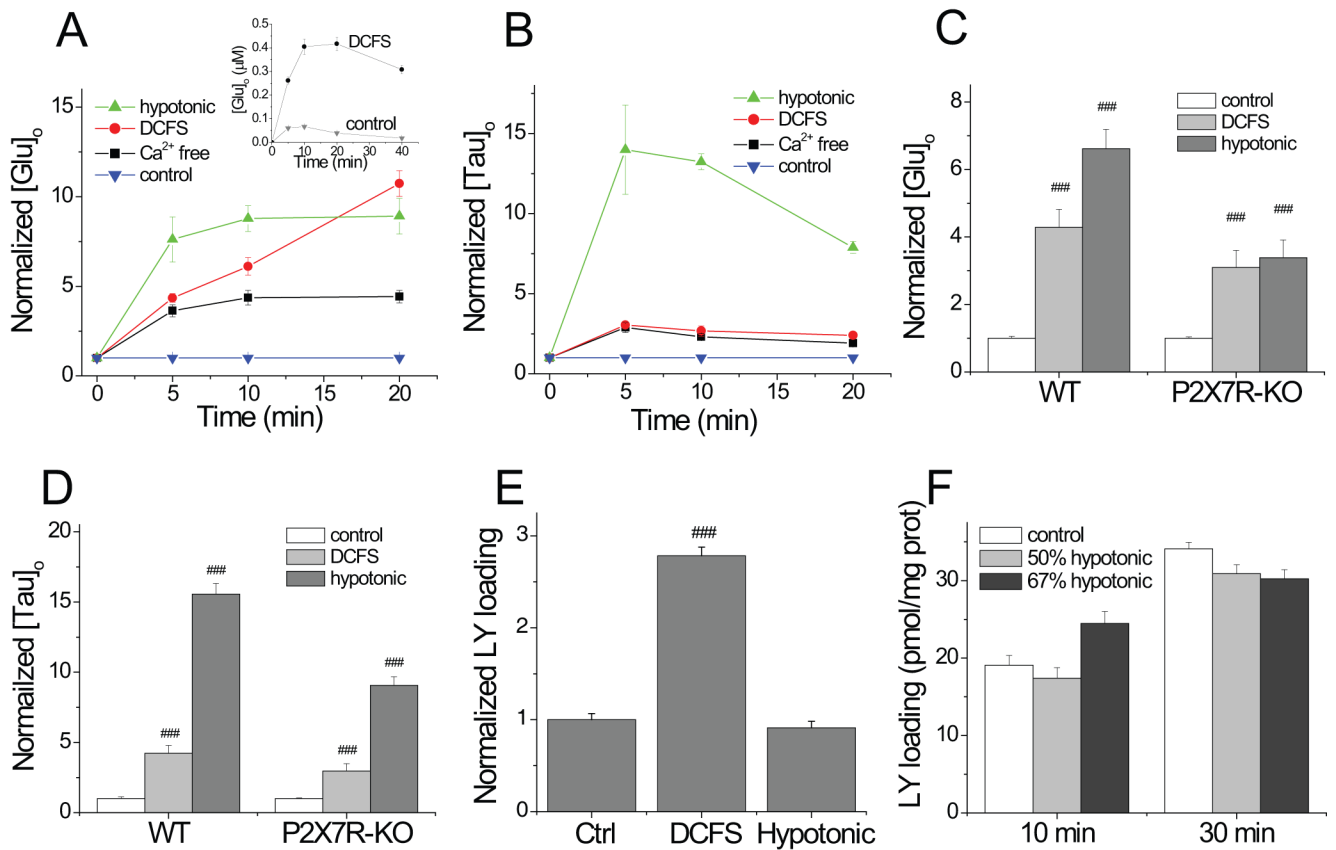 A
Normalized [Glu]o
15
10
5
0
0
5
10
20
Time (min)
hypotonic
DCFS
Ca2+ free
control
[Glu]o (µM)
0.5
0.4
0.3
0.2
0.1
0.0
0
10
20
30
40
Time (min)
DCFS
control
B
Normalized [Tau]o
15
10
5
0
0
5
10
20
Time (min)
hypotonic
DCFS
Ca2+ free
control
C
Normalized [Glu]o
8
6
4
2
0
control
DCFS
hypotonic
###
###
###
###
WT
P2X7R-KO
D
Normailzed [Tau]o
20
15
10
5
0
control
DCFS
hypotonic
###
###
###
###
WT
P2X7R-KO
E
Normalized LY loading
3
2
1
0
###
Ctrl
DCFS
Hypotonic
F
LY loading (pmol/mg prot)
30
20
10
0
control
50% hypotonic
67% hypotonic
10 min
30 min